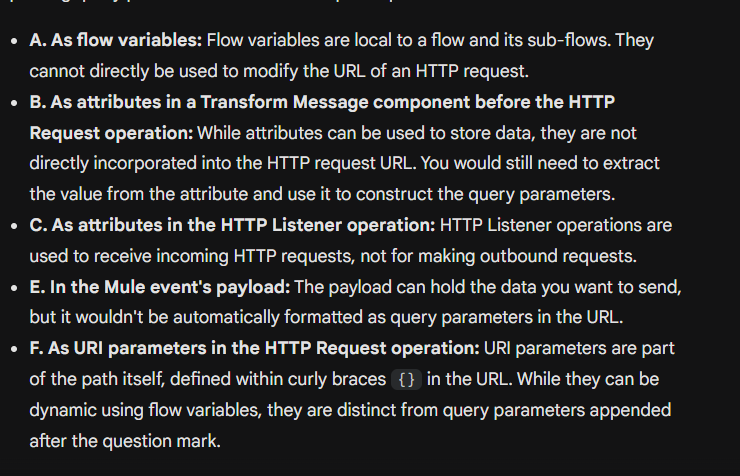 • A. As flow variables: Flow variables are local to a flow and its sub-flows. They
cannot directly be used to modify the URL of an HTTP request.
• B. As attributes in a Transform Message component before the HTTP
Request operation: While attributes can be used to store data, they are not
directly incorporated into the HTTP request URL. You would still need to extract
the value from the attribute and use it to construct the query parameters.
• C. As attributes in the HTTP Listener operation: HTTP Listener operations are
used to receive incoming HTTP requests, not for making outbound requests.
• E. In the Mule event's payload: The payload can hold the data you want to send,
but it wouldn't be automatically formatted as query parameters in the URL.
• F. As URI parameters in the HTTP Request operation: URI parameters are part
of the path itself, defined within curly braces {} in the URL. While they can be
dynamic using flow variables, they are distinct from query parameters appended
after the question mark.